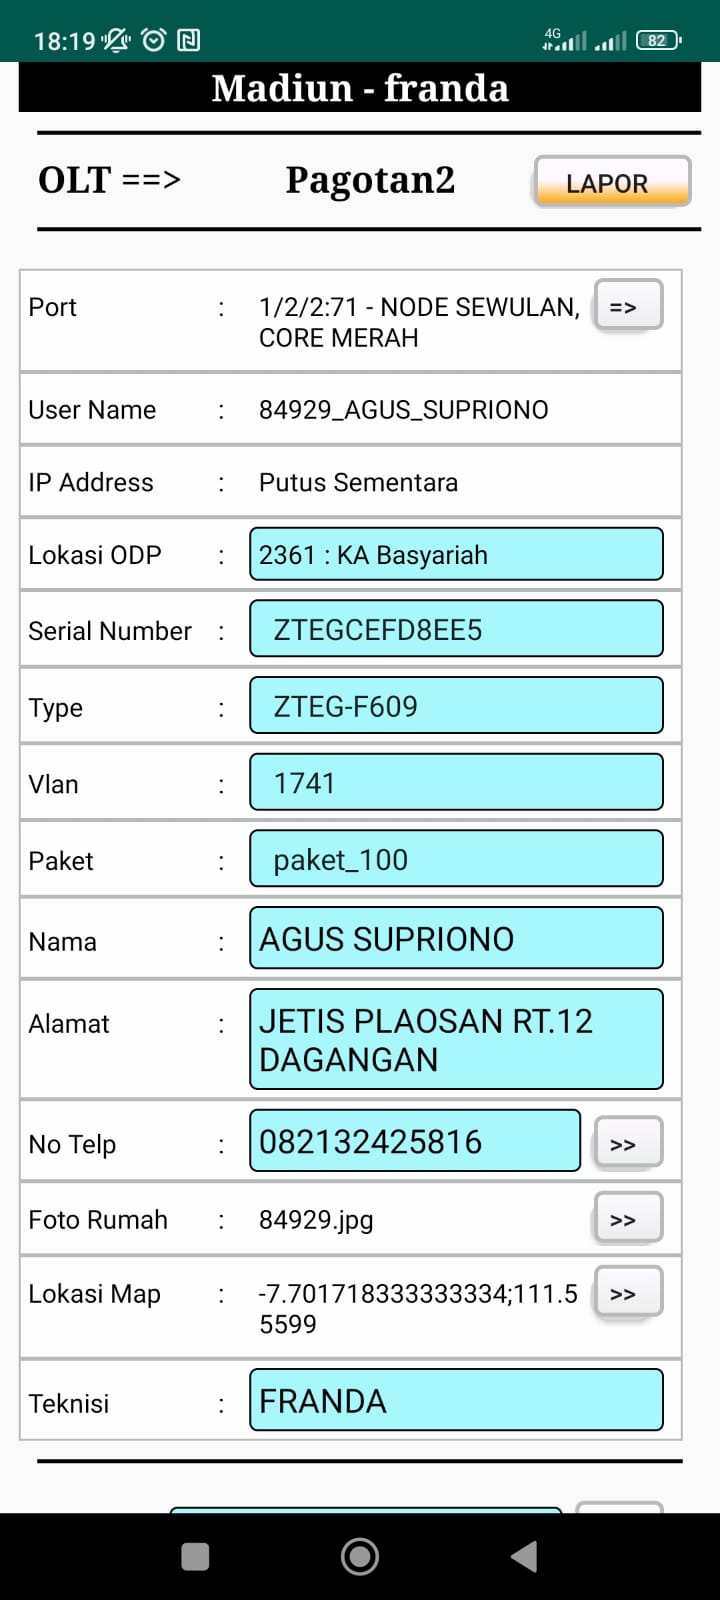 18:19 4G 82
Madiun - franda
OLT ==> Pagotan2 LAPOR
Port : 1/2/2:71 - NODE SEWULAN, =>
CORE MERAH
User Name : 84929_AGUS_SUPRIONO
IP Address : Putus Sementara
Lokasi ODP : 2361 : KA Basyariah
Serial Number : ZTEGCEFD8EE5
Type : ZTEG-F609
Vlan : 1741
Paket : paket_100
Nama : AGUS SUPRIONO
Alamat : JETIS PLAOSAN RT.12
DAGANGAN
No Telp : 082132425816 >>
Foto Rumah : 84929.jpg >>
Lokasi Map : -7.701718333333334;111.5 >>
5599
Teknisi : FRANDA